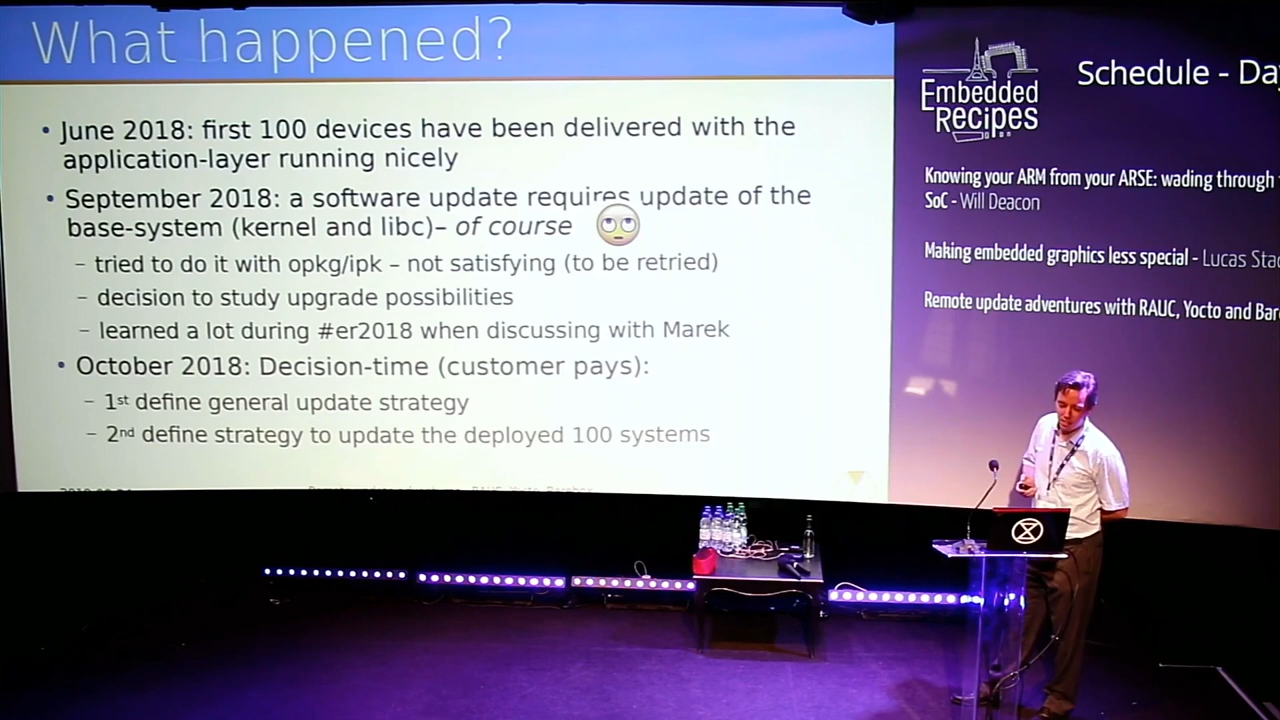 What happened?
• June 2018: first 100 devices have been delivered with the
application-layer running nicely
• September 2018: a software update requires update of the
base-system (kernel and libc)– of course
– tried to do it with opkg/ipk – not satisfying (to be retried)
– decision to study upgrade possibilities
– learned a lot during #er2018 when discussing with Marek
• October 2018: Decision-time (customer pays):
– 1st define general update strategy
– 2nd define strategy to update the deployed 100 systems
Embedded
Recipes
Schedule -
Knowing your ARM from your ARSE: wading through
SoC - Will Deacon
Making embedded graphics less special - Lucas
Remote update adventures with RAUC, Yocto and